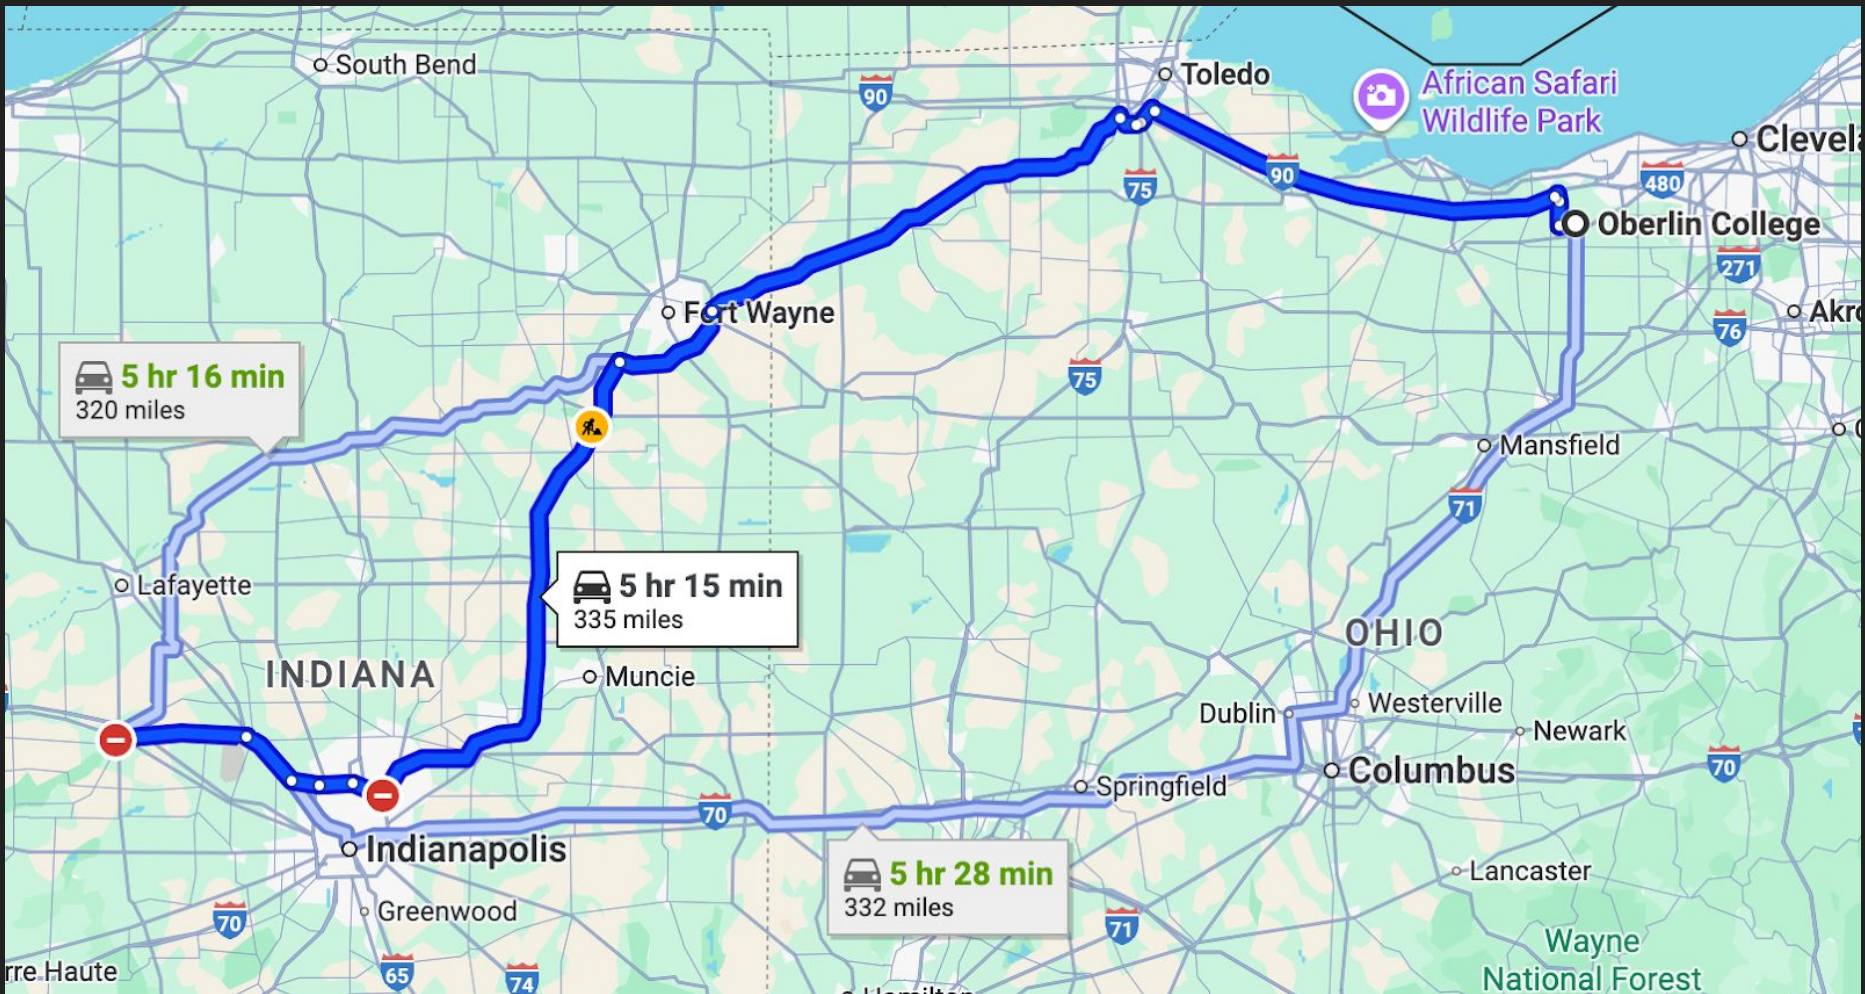 South Bend
Toledo
90
African Safari
Wildlife Park
Clevel
75
90
480
Oberlin College
271
Fort Wayne
76
Akr
5 hr 16 min
320 miles
75
Mansfield
71
Lafayette
5 hr 15 min
335 miles
OHIO
INDIANA
Muncie
Dublin
Westerville
Newark
Columbus
70
Springfield
70
Indianapolis
5 hr 28 min
332 miles
Lancaster
Greenwood
70
71
Wayne
National Forest
rre Haute
65
74
Hamilton